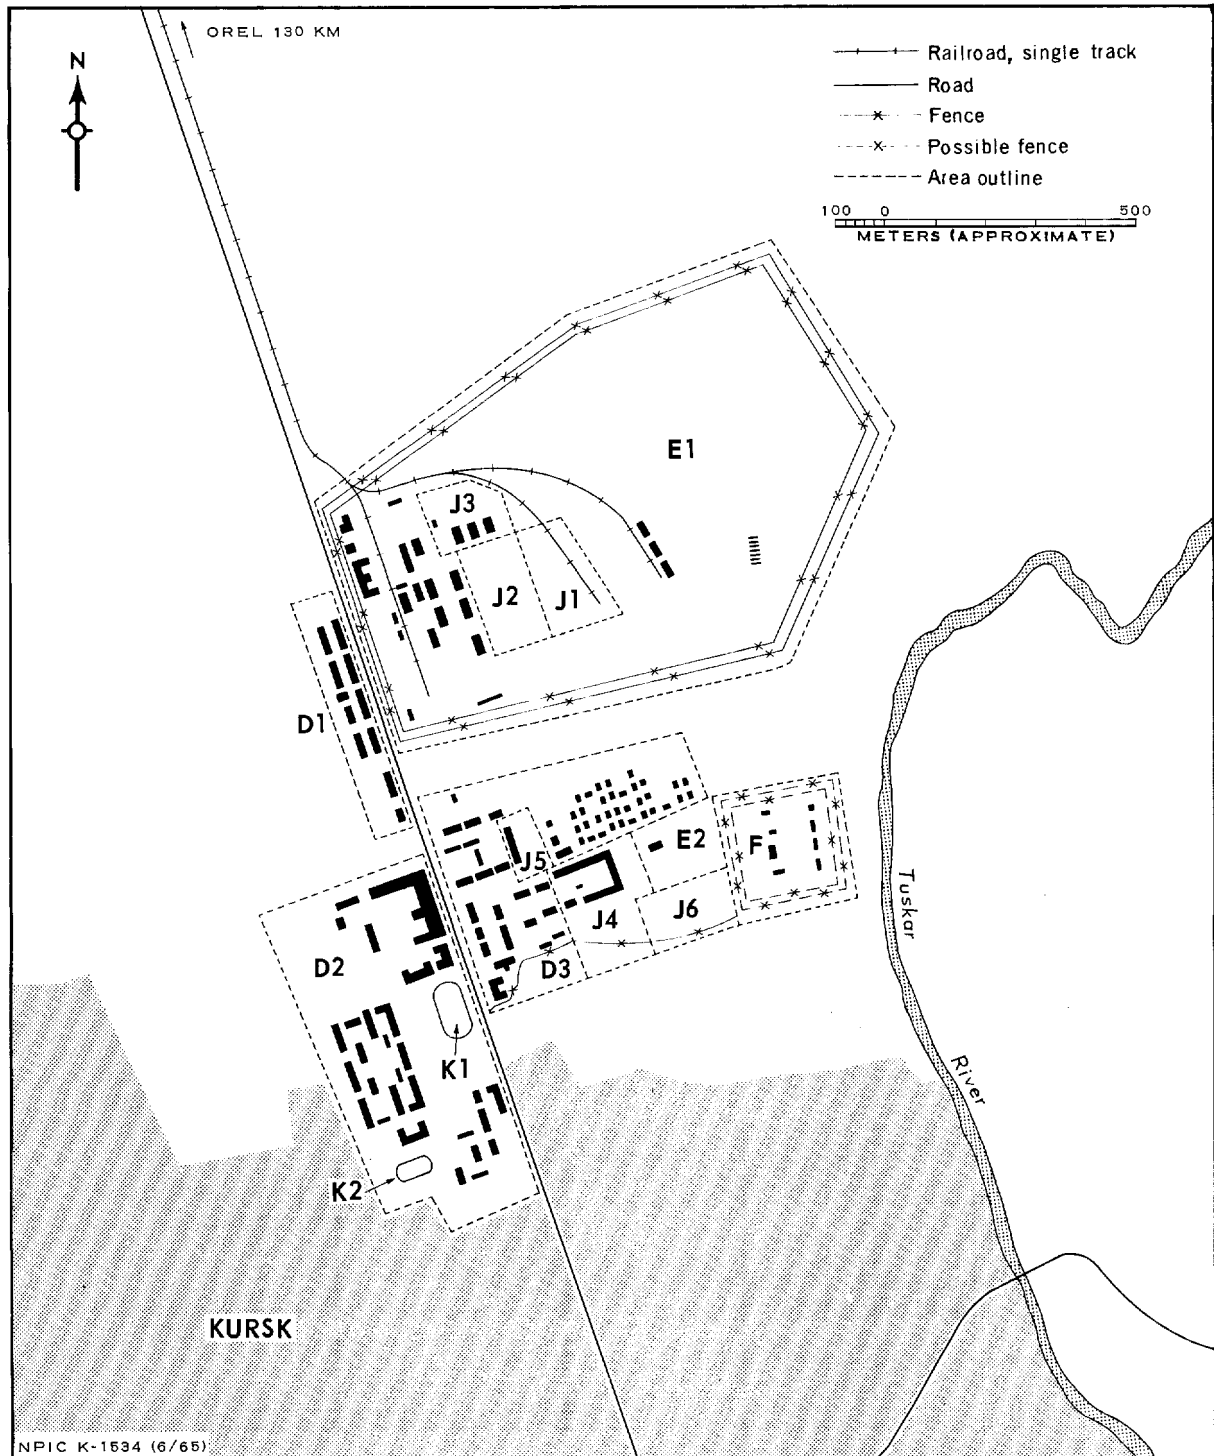 OREL 130 KM
N
Railroad, single track
Road
Fence
Possible fence
Area outline
100 0 500
METERS (APPROXIMATE)
E1
J3
J2
J1
D1
J5
E2
F
J4
J6
D2
D3
K1
K2
Tuskar
River
KURSK
NPIC K-1534 (6/65)